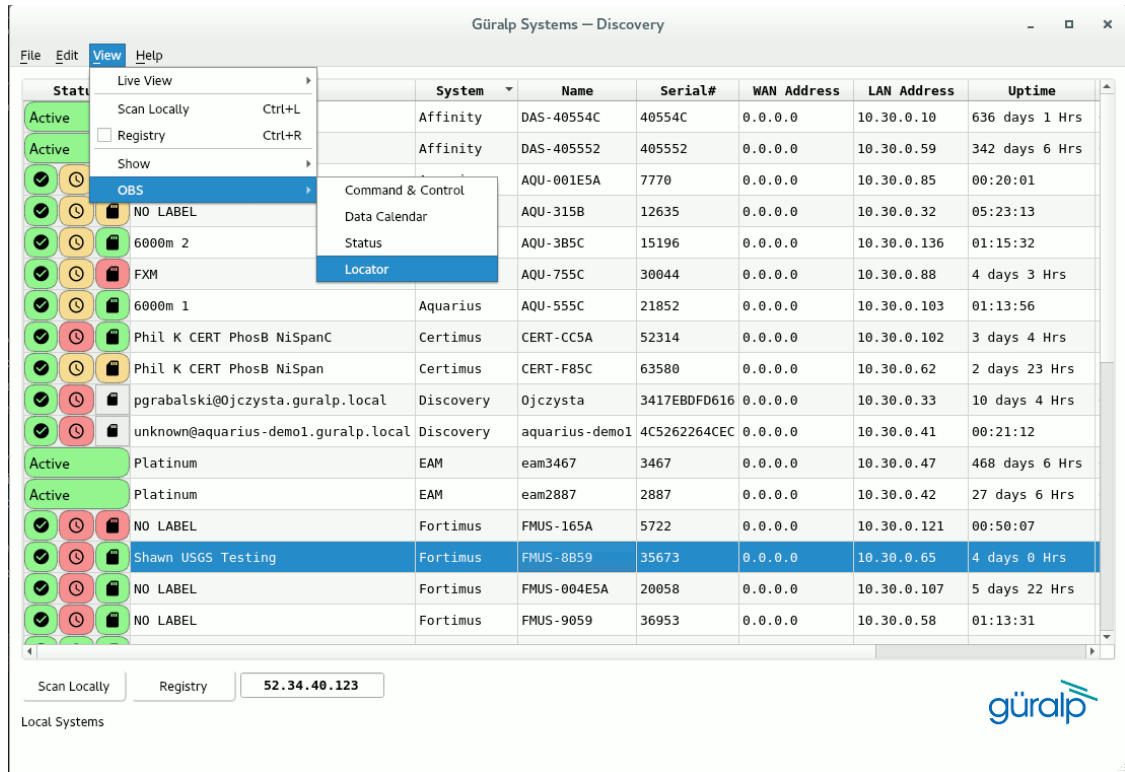 Güralp Systems — Discovery
File Edit View Help
Live View
Scan Locally Ctrl+L
Registry Ctrl+R
Show
OBS
Command & Control
Data Calendar
Status
Locator
System Name Serial# WAN Address LAN Address Uptime
Active Affinity DAS-40554C 40554C 0.0.0.0 10.30.0.10 636 days 1 Hrs
Active Affinity DAS-405552 405552 0.0.0.0 10.30.0.59 342 days 6 Hrs
AQU-001E5A 7770 0.0.0.0 10.30.0.85 00:20:01
NO LABEL AQU-315B 12635 0.0.0.0 10.30.0.32 05:23:13
6000m 2 AQU-3B5C 15196 0.0.0.0 10.30.0.136 01:15:32
FXM AQU-755C 30044 0.0.0.0 10.30.0.88 4 days 3 Hrs
6000m 1 Aquarius AQU-555C 21852 0.0.0.0 10.30.0.103 01:13:56
Phil K CERT PhosB NiSpanC Certimus CERT-CC5A 52314 0.0.0.0 10.30.0.102 3 days 4 Hrs
Phil K CERT PhosB NiSpan Certimus CERT-F85C 63580 0.0.0.0 10.30.0.62 2 days 23 Hrs
pgrabalski@Ojczysta.guralp.local Discovery Ojczysta 3417EBDFD616 0.0.0.0 10.30.0.33 10 days 4 Hrs
unknown@aquarius-demo1.guralp.local Discovery aquarius-demo1 4C5262264CEC 0.0.0.0 10.30.0.41 00:21:12
Active Platinum EAM eam3467 3467 0.0.0.0 10.30.0.47 468 days 6 Hrs
Active Platinum EAM eam2887 2887 0.0.0.0 10.30.0.42 27 days 6 Hrs
NO LABEL Fortimus FMUS-165A 5722 0.0.0.0 10.30.0.121 00:50:07
Shawn USGS Testing Fortimus FMUS-8B59 35673 0.0.0.0 10.30.0.65 4 days 0 Hrs
NO LABEL Fortimus FMUS-004E5A 20058 0.0.0.0 10.30.0.107 5 days 22 Hrs
NO LABEL Fortimus FMUS-9059 36953 0.0.0.0 10.30.0.58 01:13:31
Scan Locally Registry 52.34.40.123
güralp
Local Systems